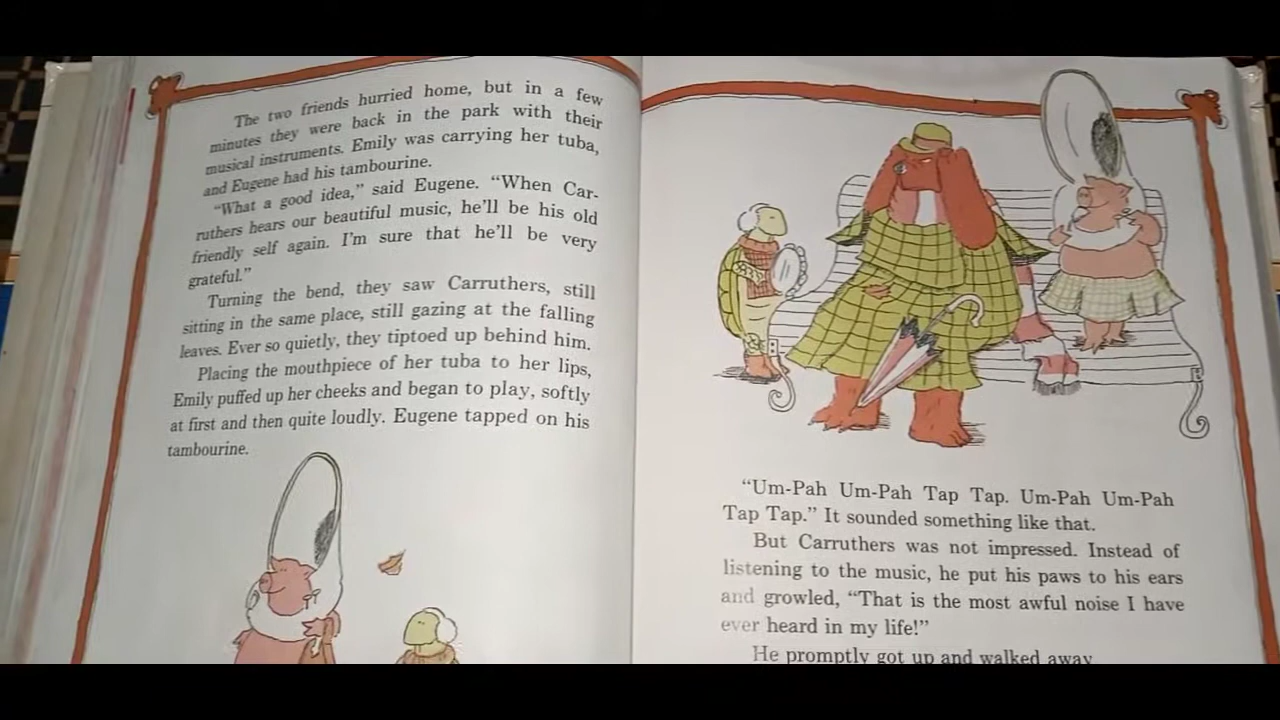 The two friends hurried home, but in a few
minutes they were back in the park with their
musical instruments. Emily was carrying her tuba,
and Eugene had his tambourine.
“What a good idea,” said Eugene. “When Car-
ruthers hears our beautiful music, he’ll be his old
friendly self again. I’m sure that he’ll be very
grateful.”
Turning the bend, they saw Carruthers, still
sitting in the same place, still gazing at the falling
leaves. Ever so quietly, they tiptoed up behind him.
Placing the mouthpiece of her tuba to her lips,
Emily puffed up her cheeks and began to play, softly
at first and then quite loudly. Eugene tapped on his
tambourine.
“Um-Pah Um-Pah Tap Tap. Um-Pah Um-Pah
Tap Tap.” It sounded something like that.
But Carruthers was not impressed. Instead of
listening to the music, he put his paws to his ears
and growled, “That is the most awful noise I have
ever heard in my life!”
He promptly got up and walked away